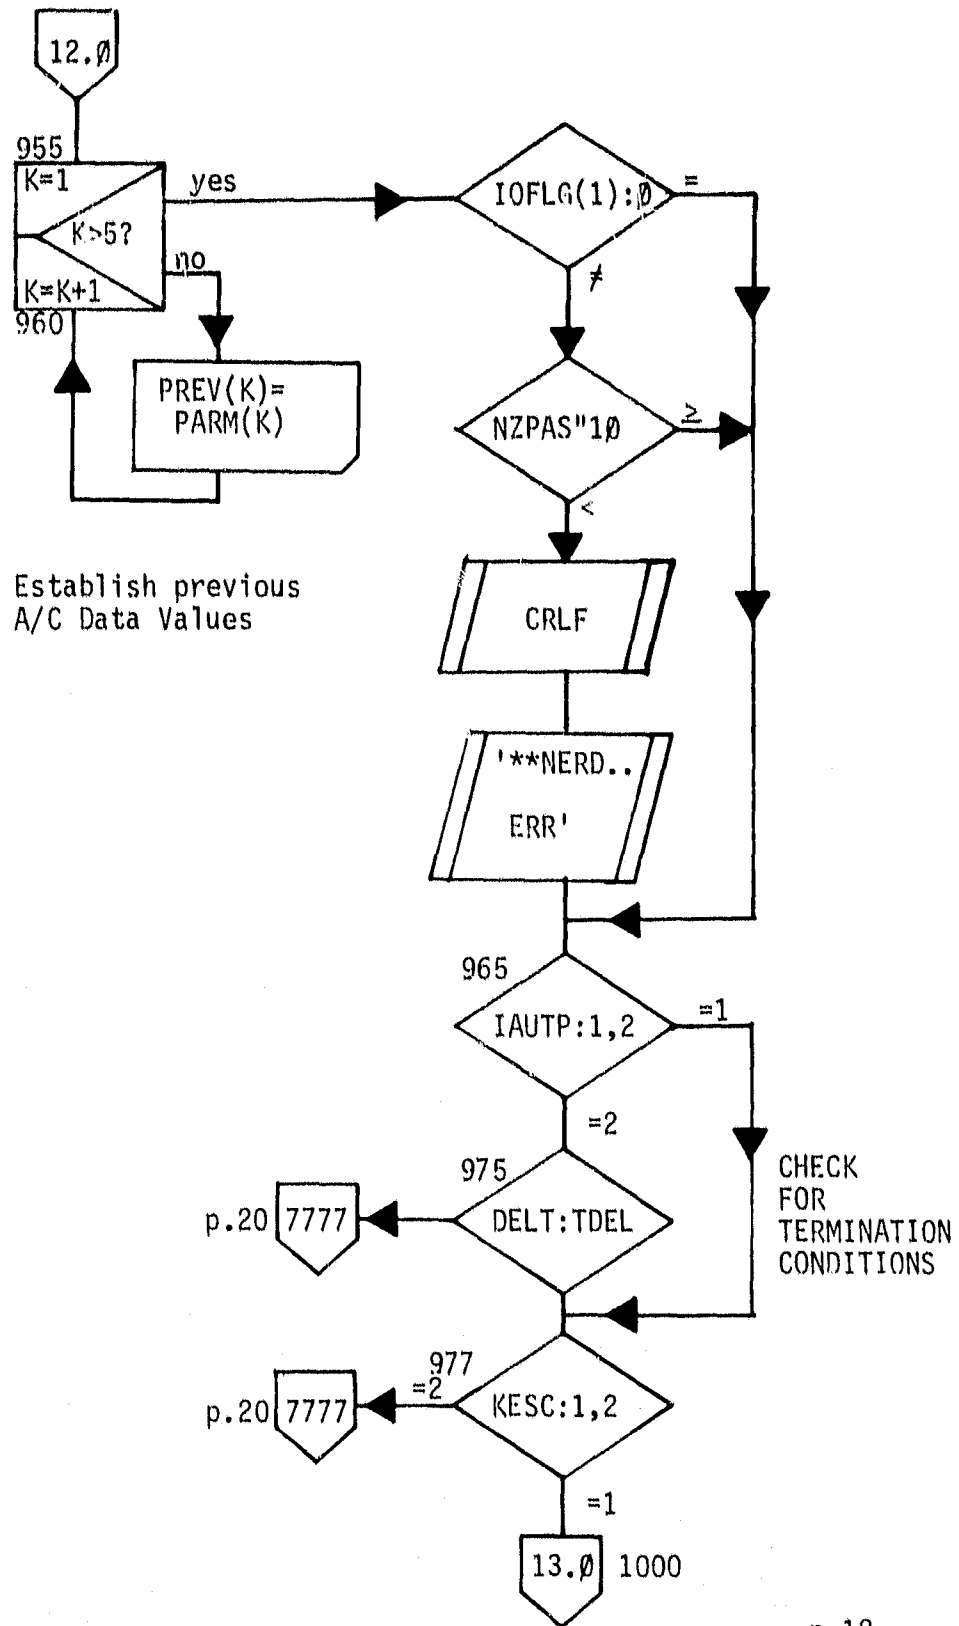 12.0
955
K=1
K>5?
K=K+1
960
yes
no
PREV(K)=
PARM(K)
Establish previous
A/C Data Values
IOFLG(1):0
=
≠
NZPAS"10
≥
<
CRLF
'**NERD..
ERR'
965
IAUTP:1,2
=1
=2
975
DELT:TDEL
p.20
7777
CHECK
FOR
TERMINATION
CONDITIONS
977
=2
KESC:1,2
p.20
7777
=1
13.0
1000